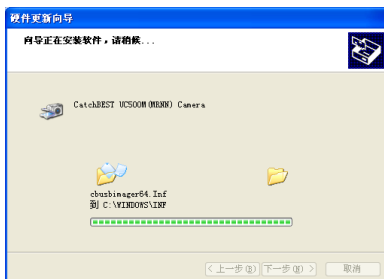 硬件更新向导
向导正在安装软件，请稍候...
CatchBEST UC500M(MRNN) Camera
cbusbimager64.Inf
到 C:\WINDOWS\INF
< 上一步(B)
下一步(N) >
取消